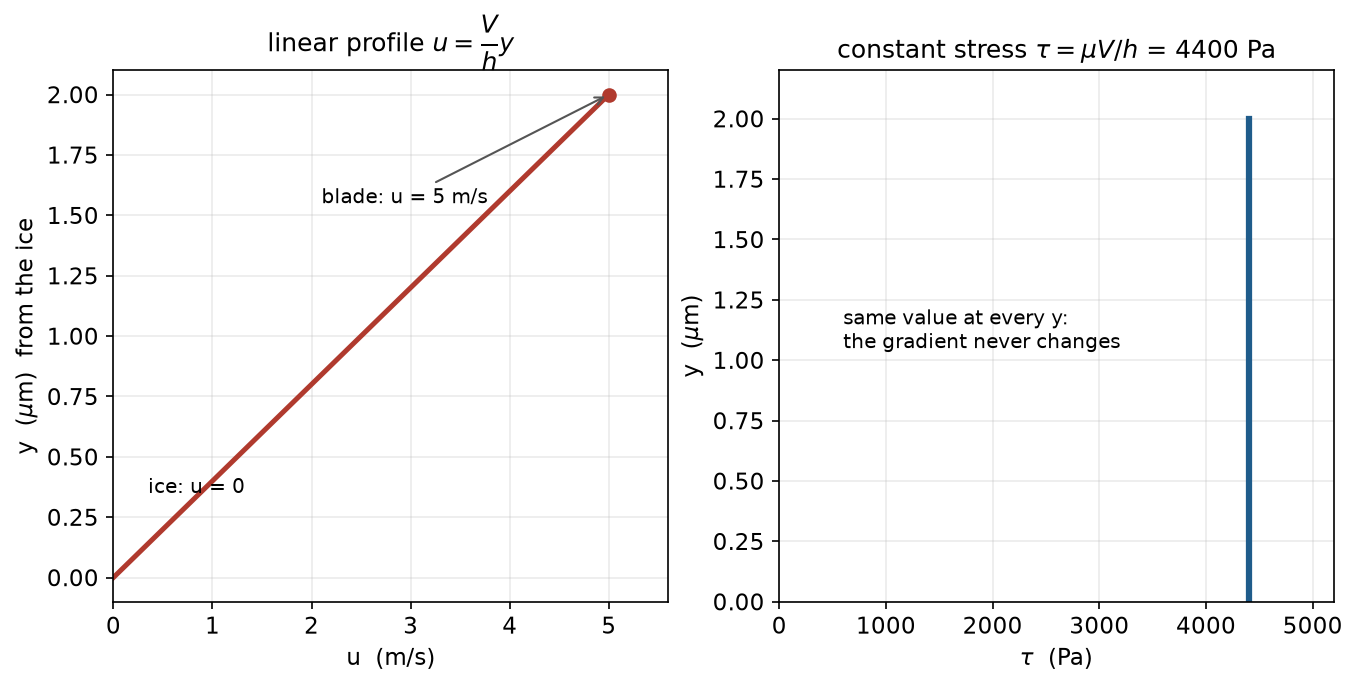 linear profile u = V/h y
2.00
1.75
1.50
1.25
1.00
0.75
0.50
0.25
0.00
y (μm) from the ice
blade: u = 5 m/s
ice: u = 0
0 1 2 3 4 5
u (m/s)
constant stress τ = μV/h = 4400 Pa
2.00
1.75
1.50
1.25
1.00
0.75
0.50
0.25
0.00
y (μm)
same value at every y:
the gradient never changes
0 1000 2000 3000 4000 5000
τ (Pa)